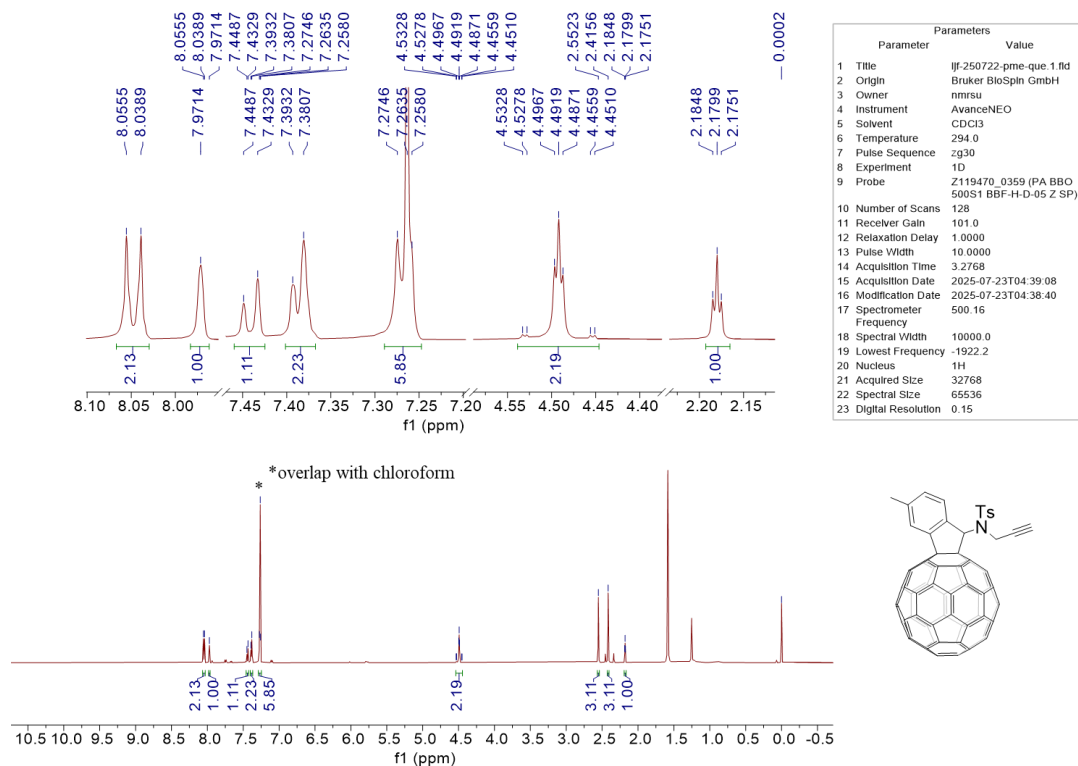 8.0555
8.0389
7.9714
7.4487
7.4329
7.3932
7.3807
7.2746
7.2635
7.2580
4.5328
4.5278
4.4967
4.4919
4.4871
4.4559
4.4510
2.5523
2.4156
2.1848
2.1799
2.1751
-0.0002
8.0555
8.0389
7.9714
7.4487
7.4329
7.3932
7.3807
7.2746
7.2635
7.2580
4.5328
4.5278
4.4967
4.4919
4.4871
4.4559
4.4510
2.1848
2.1799
2.1751
2.13
1.00
1.11
2.23
5.85
2.19
1.00
8.10 8.05 8.00 7.45 7.40 7.35 7.30 7.25 7.20 4.55 4.50 4.45 4.40 2.20 2.15
f1 (ppm)
Parameters
Parameter Value
1 Title ljf-250722-pme-que.1.fid
2 Origin Bruker BioSpin GmbH
3 Owner nmrsu
4 Instrument AvanceNEO
5 Solvent CDCl3
6 Temperature 294.0
7 Pulse Sequence zg30
8 Experiment 1D
9 Probe Z119470_0359 (PA BBO
500S1 BBF-H-D-05 Z SP)
10 Number of Scans 128
11 Receiver Gain 101.0
12 Relaxation Delay 1.0000
13 Pulse Width 10.0000
14 Acquisition Time 3.2768
15 Acquisition Date 2025-07-23T04:39:08
16 Modification Date 2025-07-23T04:38:40
17 Spectrometer 500.16
Frequency
18 Spectral Width 10000.0
19 Lowest Frequency -1922.2
20 Nucleus 1H
21 Acquired Size 32768
22 Spectral Size 65536
23 Digital Resolution 0.15
*overlap with chloroform
*
2.13
1.00
1.11
2.23
5.85
2.19
3.11
3.11
1.00
10.5 10.0 9.5 9.0 8.5 8.0 7.5 7.0 6.5 6.0 5.5 5.0 4.5 4.0 3.5 3.0 2.5 2.0 1.5 1.0 0.5 0.0 -0.5
f1 (ppm)
Ts
N